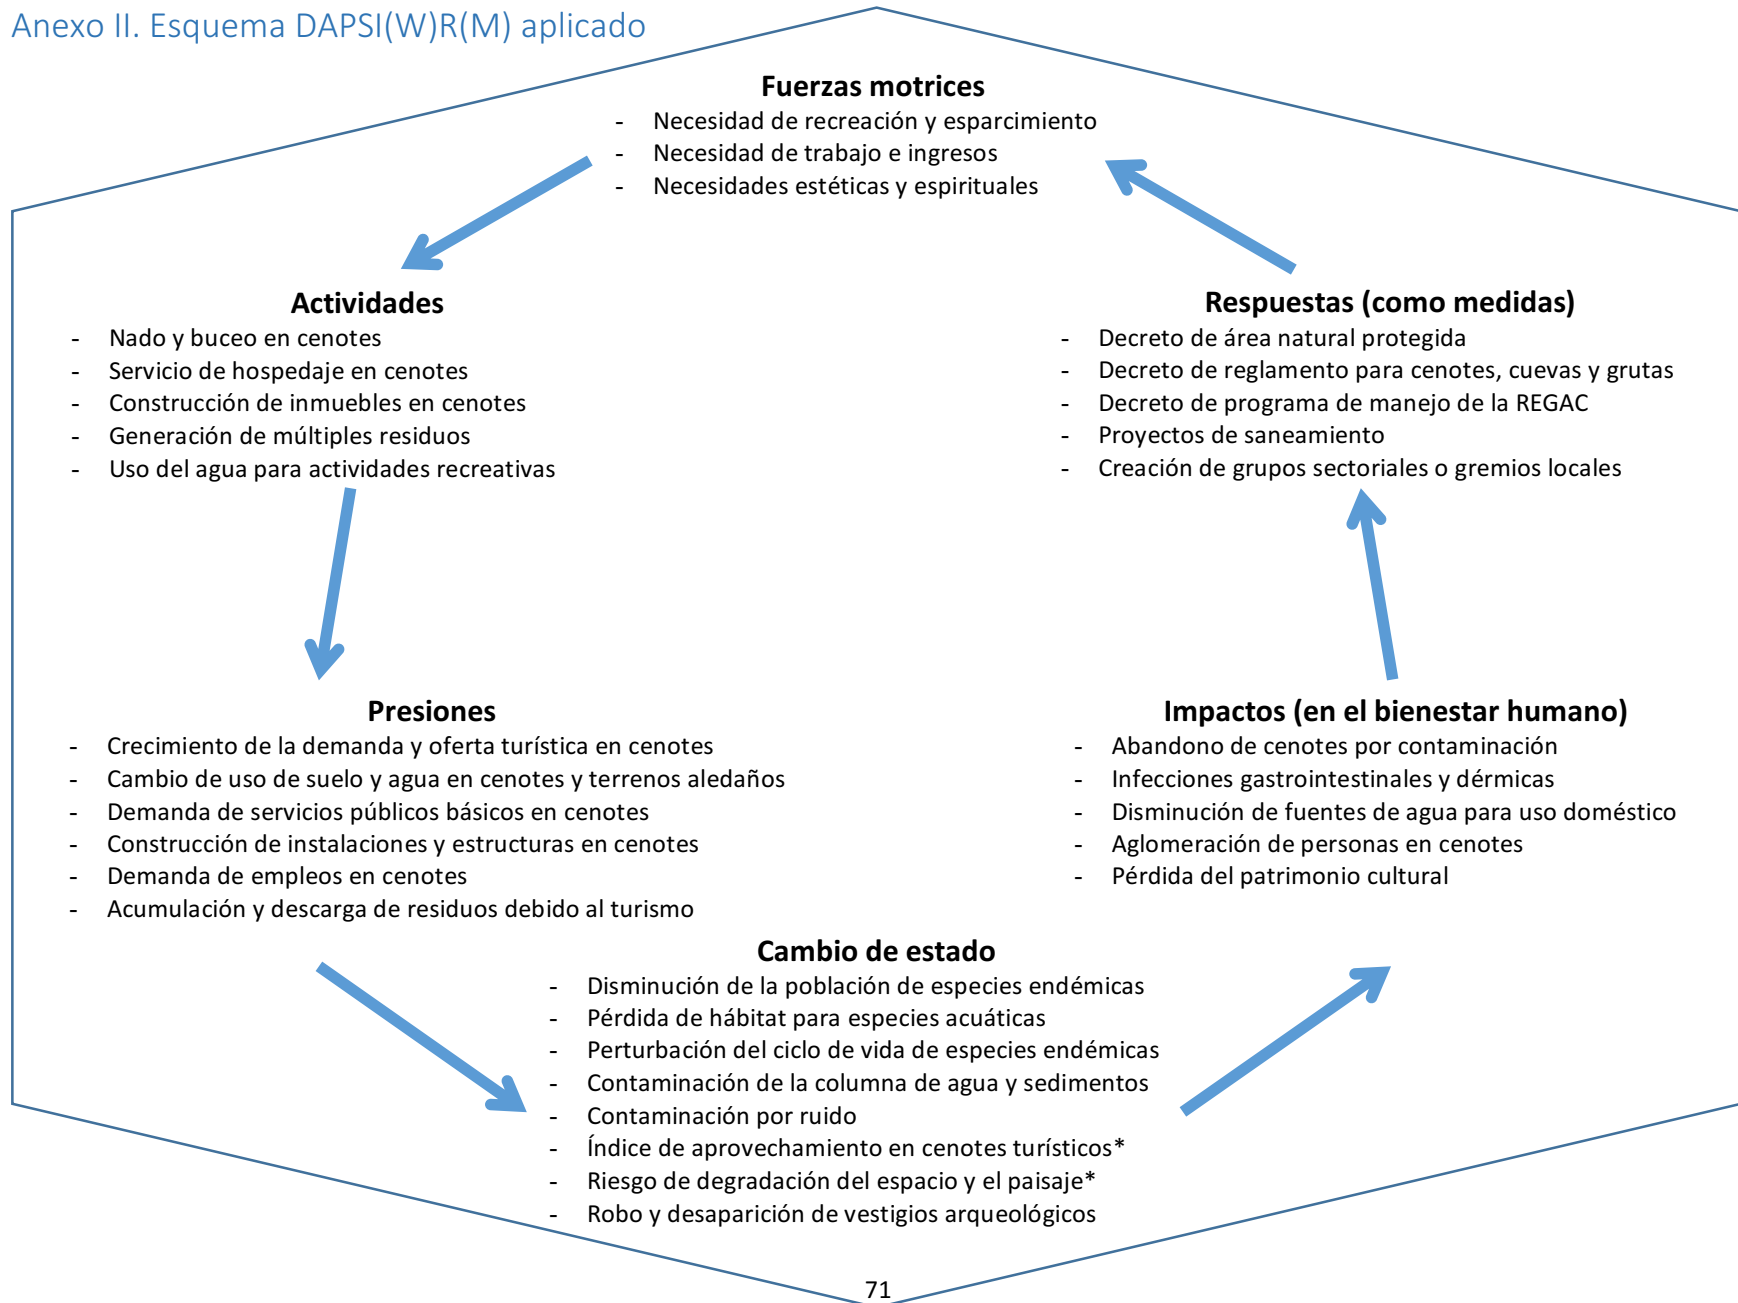 Anexo II. Esquema DAPSI(W)R(M) aplicado
Fuerzas motrices
- Necesidad de recreación y esparcimiento
- Necesidad de trabajo e ingresos
- Necesidades estéticas y espirituales
Actividades
- Nado y buceo en cenotes
- Servicio de hospedaje en cenotes
- Construcción de inmuebles en cenotes
- Generación de múltiples residuos
- Uso del agua para actividades recreativas
Respuestas (como medidas)
- Decreto de área natural protegida
- Decreto de reglamento para cenotes, cuevas y grutas
- Decreto de programa de manejo de la REGAC
- Proyectos de saneamiento
- Creación de grupos sectoriales o gremios locales
Presiones
- Crecimiento de la demanda y oferta turística en cenotes
- Cambio de uso de suelo y agua en cenotes y terrenos aledaños
- Demanda de servicios públicos básicos en cenotes
- Construcción de instalaciones y estructuras en cenotes
- Demanda de empleos en cenotes
- Acumulación y descarga de residuos debido al turismo
Impactos (en el bienestar humano)
- Abandono de cenotes por contaminación
- Infecciones gastrointestinales y dérmicas
- Disminución de fuentes de agua para uso doméstico
- Aglomeración de personas en cenotes
- Pérdida del patrimonio cultural
Cambio de estado
- Disminución de la población de especies endémicas
- Pérdida de hábitat para especies acuáticas
- Perturbación del ciclo de vida de especies endémicas
- Contaminación de la columna de agua y sedimentos
- Contaminación por ruido
- Índice de aprovechamiento en cenotes turísticos*
- Riesgo de degradación del espacio y el paisaje*
- Robo y desaparición de vestigios arqueológicos
71